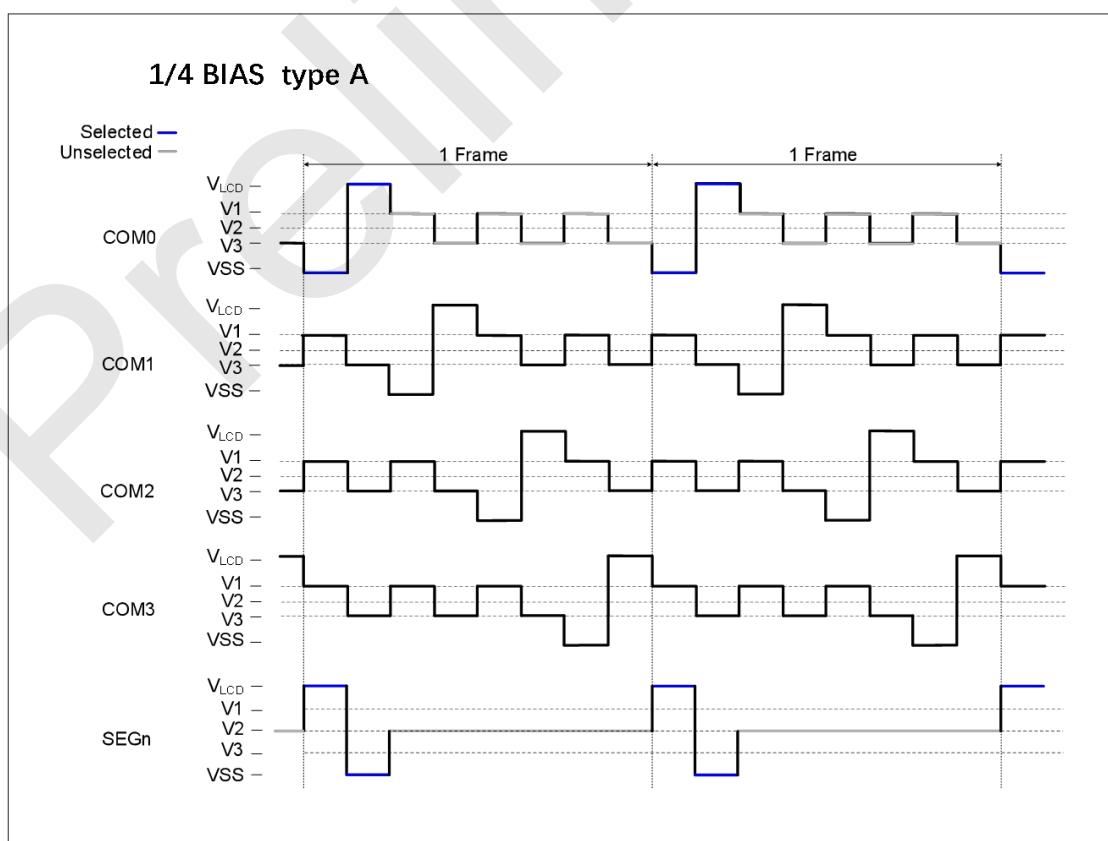 1/4 BIAS type A
Selected
Unselected
1 Frame 1 Frame
VLCD
V1
V2
V3
VSS
COM0
VLCD
V1
V2
V3
VSS
COM1
VLCD
V1
V2
V3
VSS
COM2
VLCD
V1
V2
V3
VSS
COM3
VLCD
V1
V2
V3
VSS
SEGn
Prelin